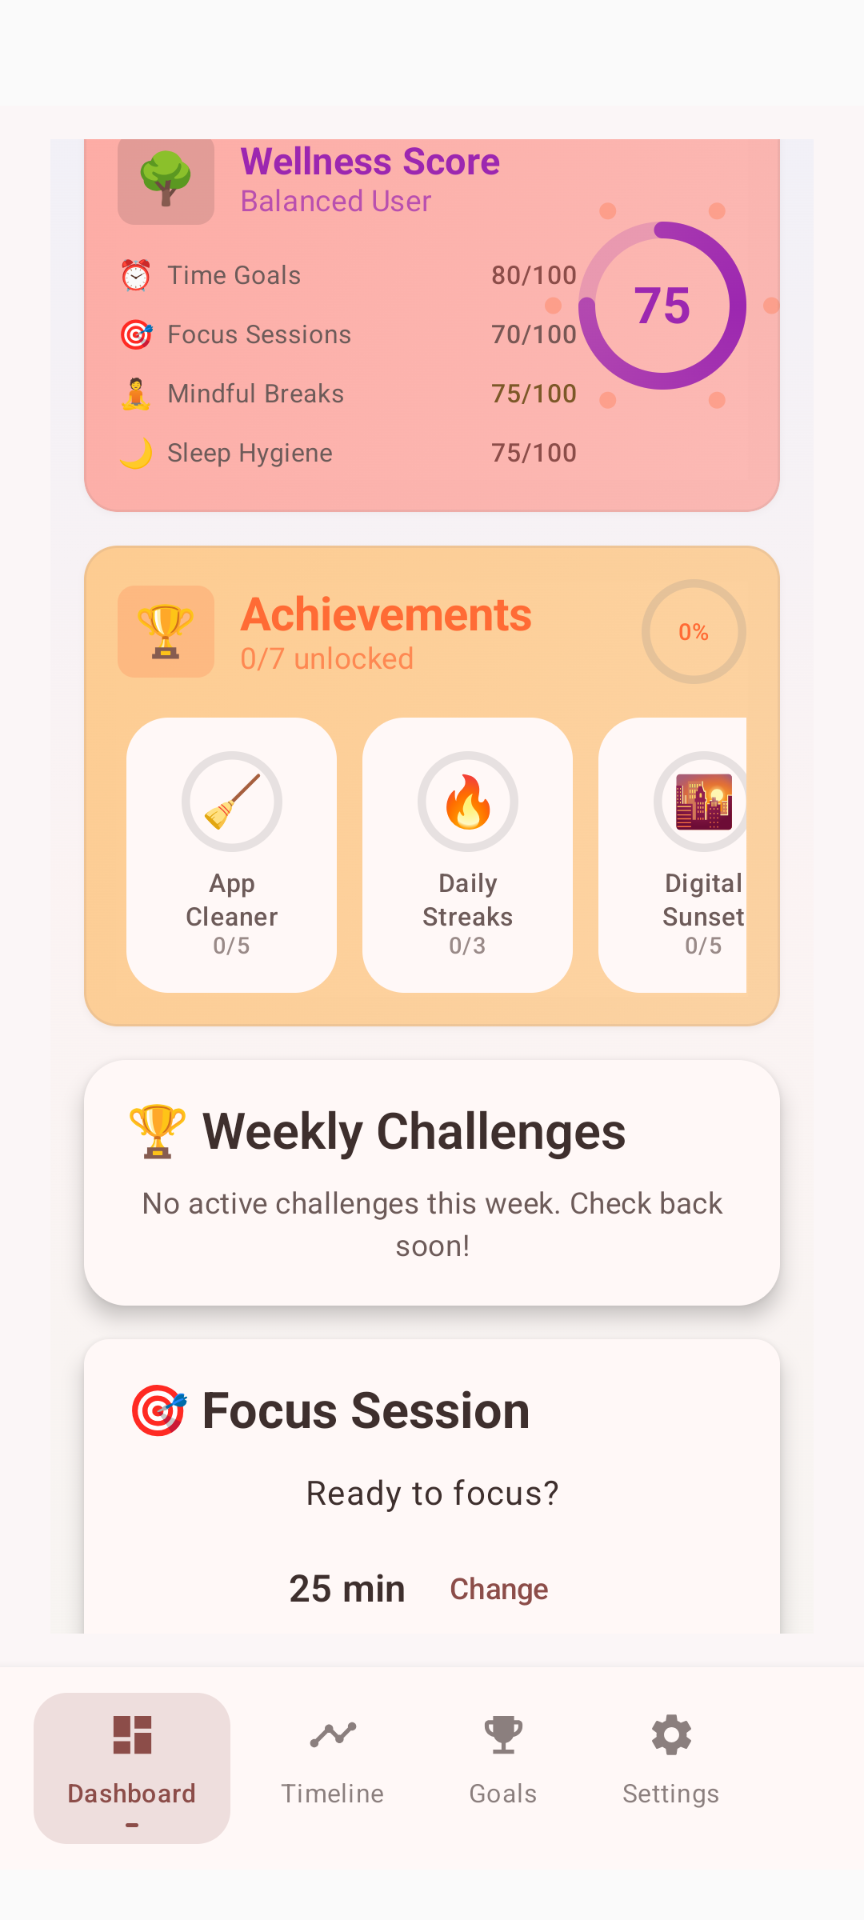 Wellness Score
Balanced User
Time Goals 80/100
Focus Sessions 70/100
Mindful Breaks 75/100
Sleep Hygiene 75/100
75
Achievements
0/7 unlocked
0%
App
Cleaner
0/5
Daily
Streaks
0/3
Digital
Sunset
0/5
Weekly Challenges
No active challenges this week. Check back
soon!
Focus Session
Ready to focus?
25 min Change
Dashboard Timeline Goals Settings